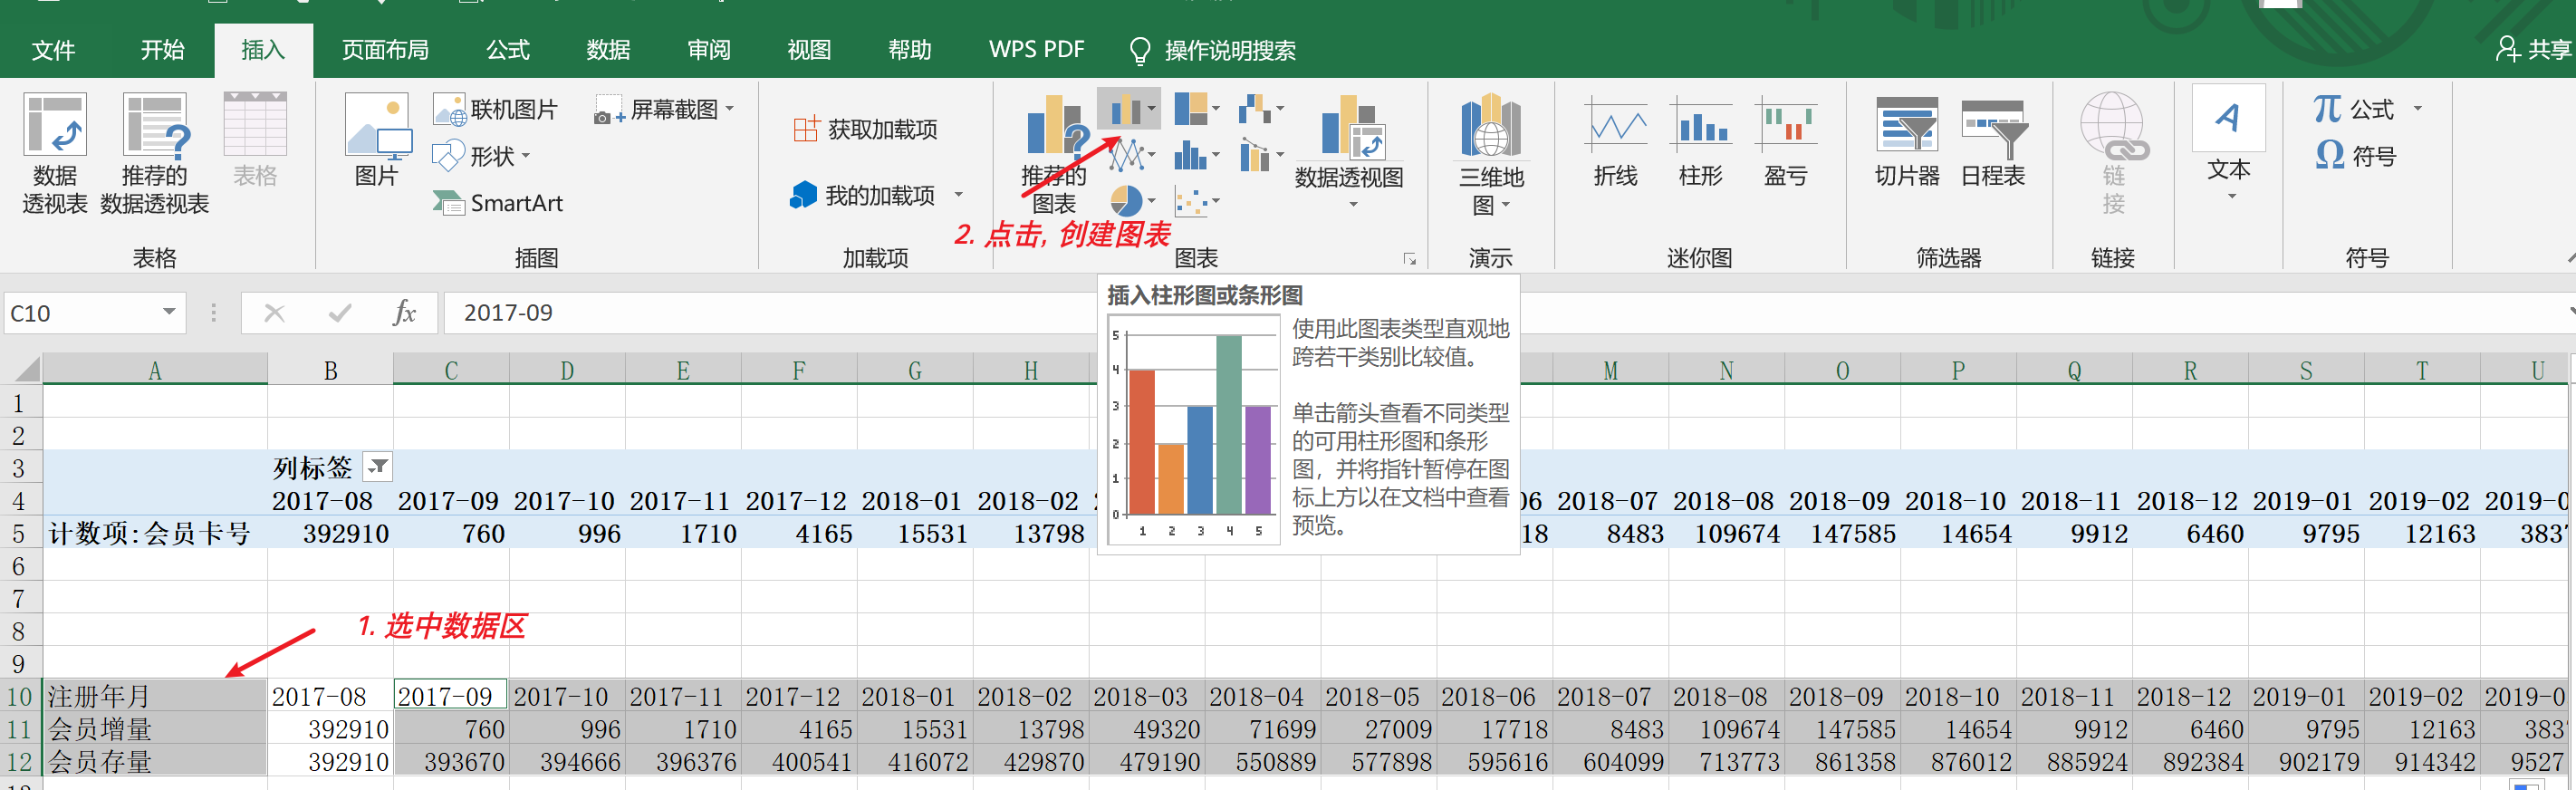 文件 开始 插入 页面布局 公式 数据 审阅 视图 帮助 WPS PDF 操作说明搜索 共享
数据透视表 推荐的数据透视表 表格 图片 联机图片 形状 SmartArt 屏幕截图 获取加载项 我的加载项 推荐的图表 数据透视图 三维地图 折线 柱形 盈亏 切片器 日程表 链接 文本 公式 符号
2. 点击, 创建图表
表格 插图 加载项 图表 演示 迷你图 筛选器 链接 符号
C10 fx 2017-09
插入柱形图或条形图
使用此图表类型直观地
跨若干类别比较值。
单击箭头查看不同类型
的可用柱形图和条形
图，并将指针暂停在图
标上方以在文档中查看
预览。
5
4
3
2
1
0
1 2 3 4 5
A B C D E F G H M N O P Q R S T U
1
2
3 列标签
4 2017-08 2017-09 2017-10 2017-11 2017-12 2018-01 2018-02 2018-07 2018-08 2018-09 2018-10 2018-11 2018-12 2019-01 2019-02 2019-0
5 计数项:会员卡号 392910 760 996 1710 4165 15531 13798 18 8483 109674 147585 14654 9912 6460 9795 12163 383
6
7
8
1. 选中数据区
9
10 注册年月 2017-08 2017-09 2017-10 2017-11 2017-12 2018-01 2018-02 2018-03 2018-04 2018-05 2018-06 2018-07 2018-08 2018-09 2018-10 2018-11 2018-12 2019-01 2019-02 2019-0
11 会员增量 392910 760 996 1710 4165 15531 13798 49320 71699 27009 17718 8483 109674 147585 14654 9912 6460 9795 12163 383
12 会员存量 392910 393670 394666 396376 400541 416072 429870 479190 550889 577898 595616 604099 713773 861358 876012 885924 892384 902179 914342 9527